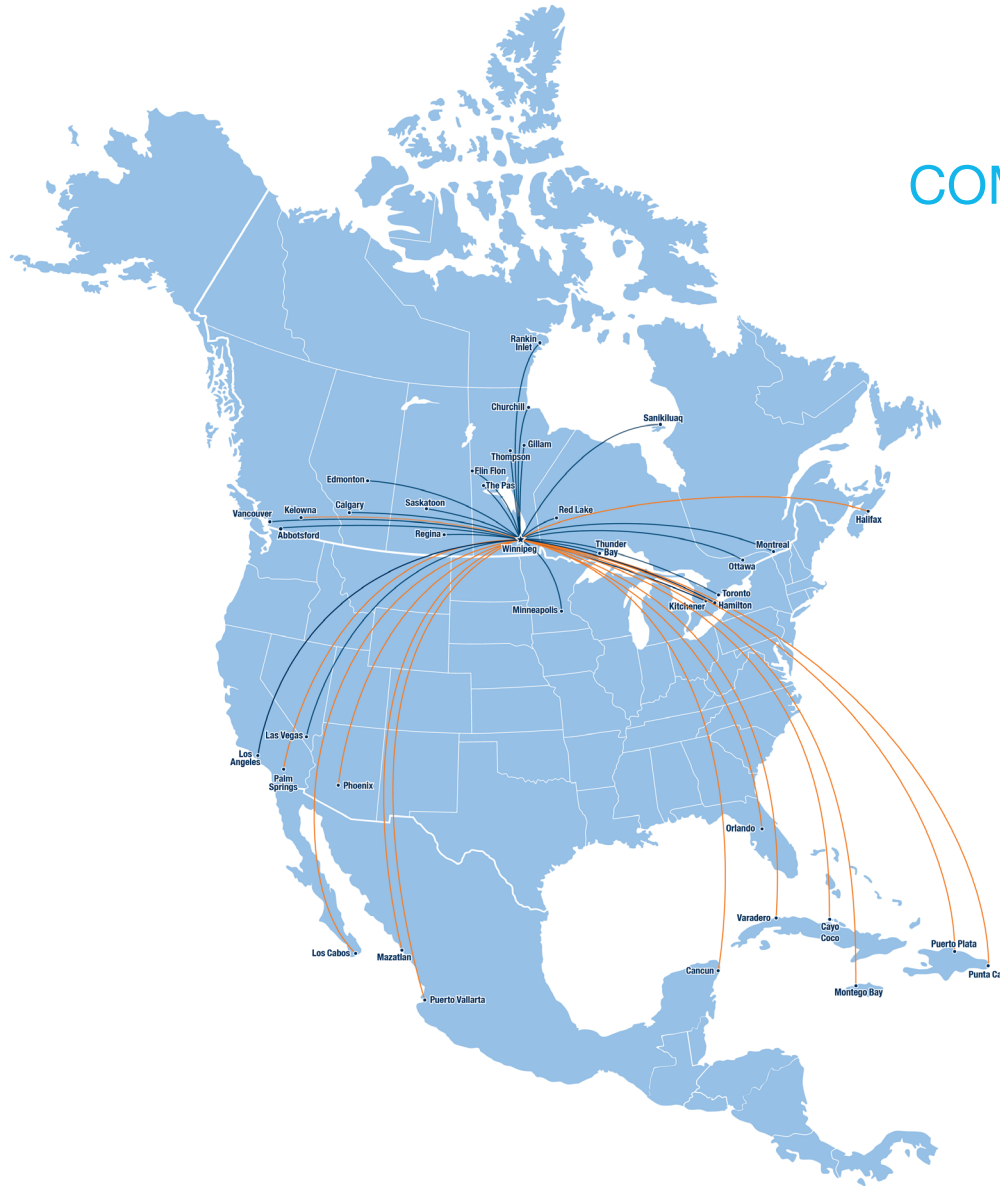 CON
Rankin
Inlet
Churchill
Sanikiluaq
Gillam
Thompson
Flin Flon
The Pas
Edmonton
Saskatoon
Calgary
Kelowna
Vancouver
Red Lake
Halifax
Abbotsford
Regina
Winnipeg
Thunder
Bay
Montreal
Ottawa
Toronto
Kitchener
Hamilton
Minneapolis
Las Vegas
Los
Angeles
Palm
Springs
Phoenix
Orlando
Varadero
Cayo
Coco
Puerto Plata
Los Cabos
Mazatlan
Cancun
Punta Ca
Montego Bay
Puerto Vallarta